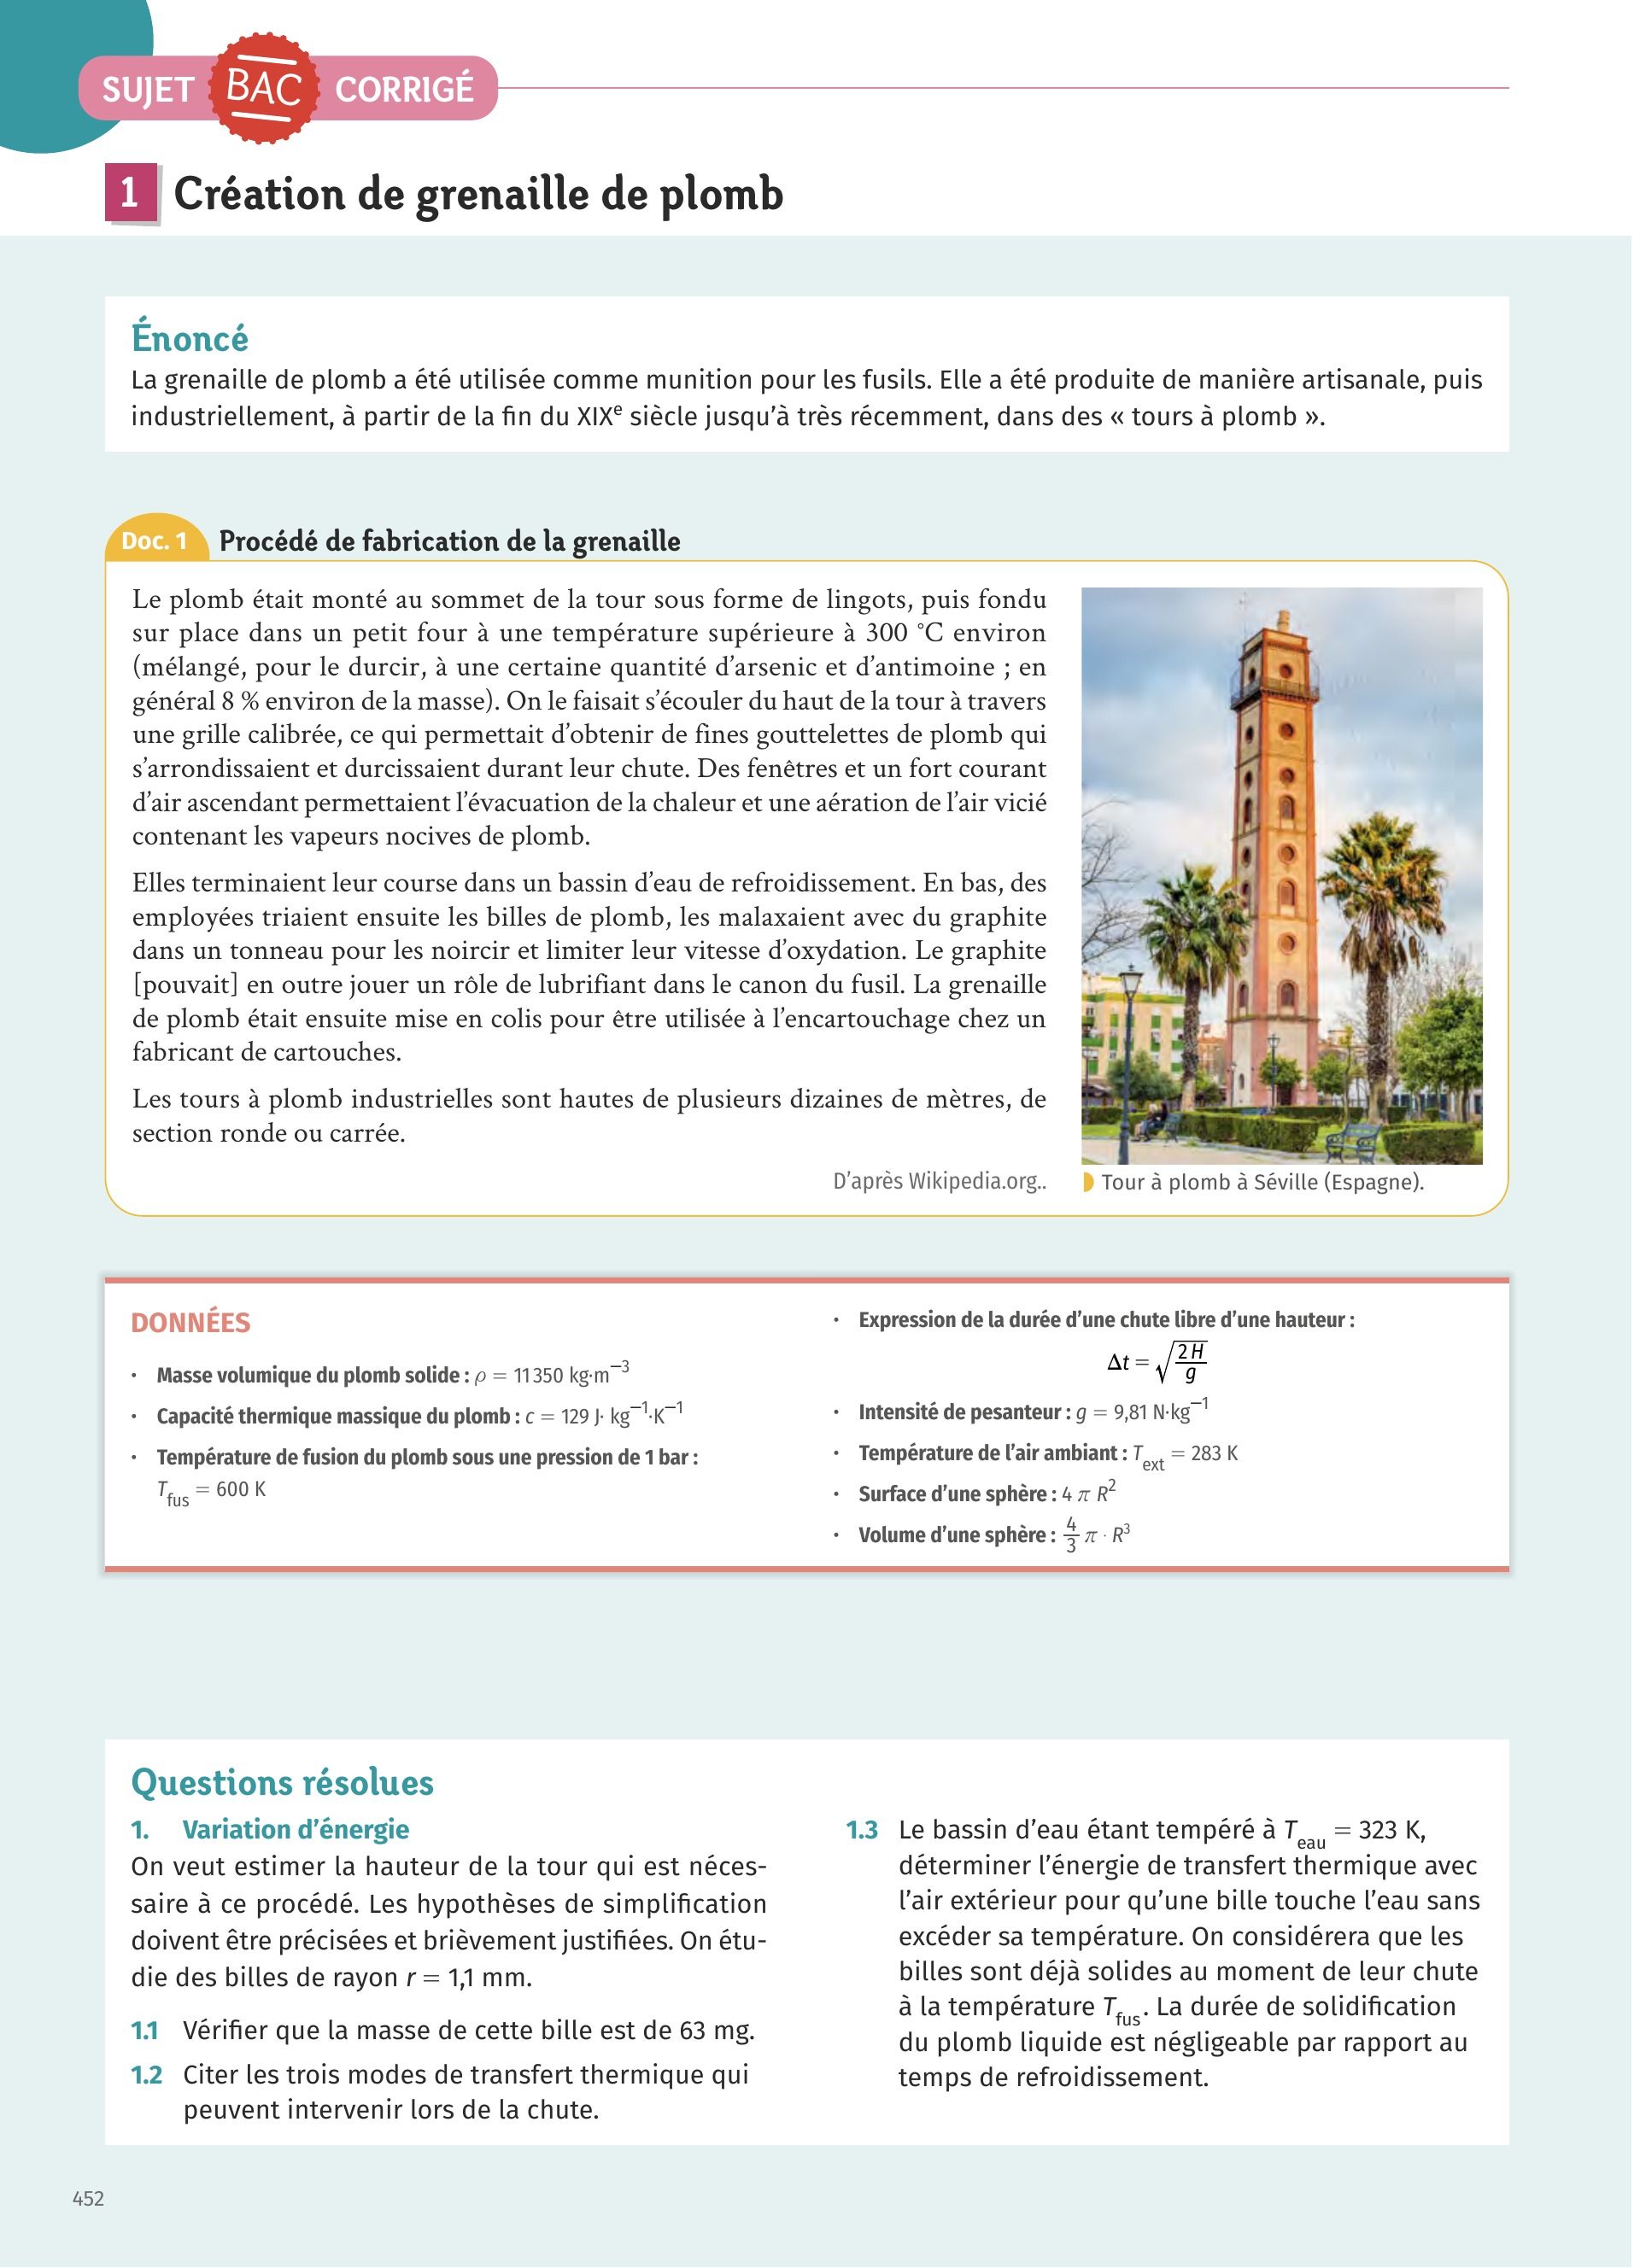 SUJET BAC CORRIGÉ
1 Création de grenaille de plomb
Énoncé
La grenaille de plomb a été utilisée comme munition pour les fusils. Elle a été produite de manière artisanale, puis
industriellement, à partir de la fin du XIXe siècle jusqu’à très récemment, dans des « tours à plomb ».
Doc. 1 Procédé de fabrication de la grenaille
Le plomb était monté au sommet de la tour sous forme de lingots, puis fondu
sur place dans un petit four à une température supérieure à 300 °C environ
(mélangé, pour le durcir, à une certaine quantité d’arsenic et d’antimoine ; en
général 8 % environ de la masse). On le faisait s’écouler du haut de la tour à travers
une grille calibrée, ce qui permettait d’obtenir de fines gouttelettes de plomb qui
s’arrondissaient et durcissaient durant leur chute. Des fenêtres et un fort courant
d’air ascendant permettaient l’évacuation de la chaleur et une aération de l’air vicié
contenant les vapeurs nocives de plomb.
Elles terminaient leur course dans un bassin d’eau de refroidissement. En bas, des
employées triaient ensuite les billes de plomb, les malaxaient avec du graphite
dans un tonneau pour les noircir et limiter leur vitesse d’oxydation. Le graphite
[pouvait] en outre jouer un rôle de lubrifiant dans le canon du fusil. La grenaille
de plomb était ensuite mise en colis pour être utilisée à l’encartouchage chez un
fabricant de cartouches.
Les tours à plomb industrielles sont hautes de plusieurs dizaines de mètres, de
section ronde ou carrée.
D’après Wikipedia.org..
Tour à plomb à Séville (Espagne).
DONNÉES
• Masse volumique du plomb solide : ρ = 11 350 kg·m⁻³
• Capacité thermique massique du plomb : c = 129 J· kg⁻¹·K⁻¹
• Température de fusion du plomb sous une pression de 1 bar :
T_fus = 600 K
• Expression de la durée d’une chute libre d’une hauteur :
Δt = √(2 H / g)
• Intensité de pesanteur : g = 9,81 N·kg⁻¹
• Température de l’air ambiant : T_ext = 283 K
• Surface d’une sphère : 4 π R²
• Volume d’une sphère : 4/3 π · R³
Questions résolues
1. Variation d’énergie
On veut estimer la hauteur de la tour qui est néces-
saire à ce procédé. Les hypothèses de simplification
doivent être précisées et brièvement justifiées. On étu-
die des billes de rayon r = 1,1 mm.
1.1 Vérifier que la masse de cette bille est de 63 mg.
1.2 Citer les trois modes de transfert thermique qui
peuvent intervenir lors de la chute.
1.3 Le bassin d’eau étant tempéré à T_eau = 323 K,
déterminer l’énergie de transfert thermique avec
l’air extérieur pour qu’une bille touche l’eau sans
excéder sa température. On considérera que les
billes sont déjà solides au moment de leur chute
à la température T_fus. La durée de solidification
du plomb liquide est négligeable par rapport au
temps de refroidissement.
452